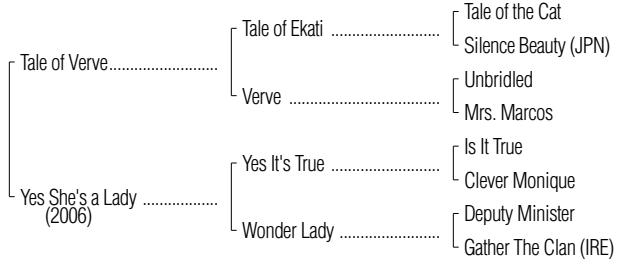 Tale of the Cat
Tale of Ekati ..........................
Silence Beauty (JPN)
Tale of Verve..........................
Unbridled
Verve ....................................
Mrs. Marcos
Is It True
Yes It's True ..........................
Clever Monique
Yes She's a Lady ..................
(2006)
Deputy Minister
Wonder Lady ........................
Gather The Clan (IRE)